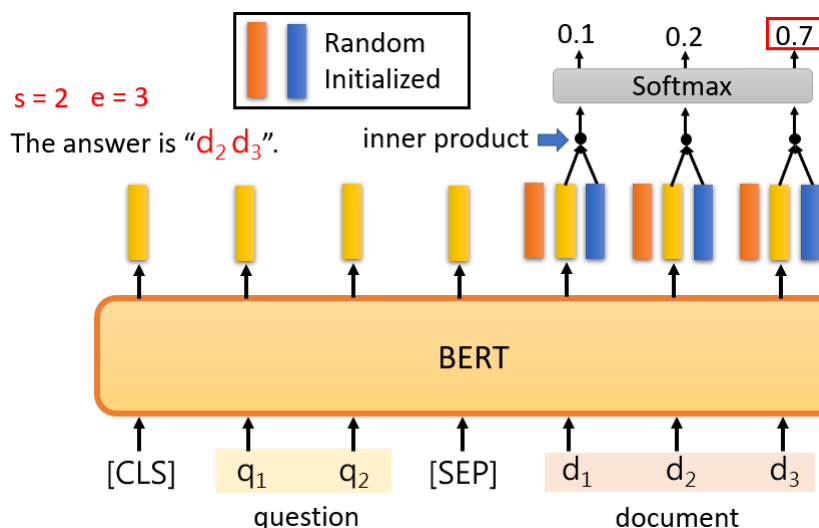 0.1 0.2 0.7
Random
Initialized
Softmax
s = 2 e = 3
The answer is “d₂ d₃”.
inner product
BERT
[CLS] q₁ q₂ [SEP] d₁ d₂ d₃
question document